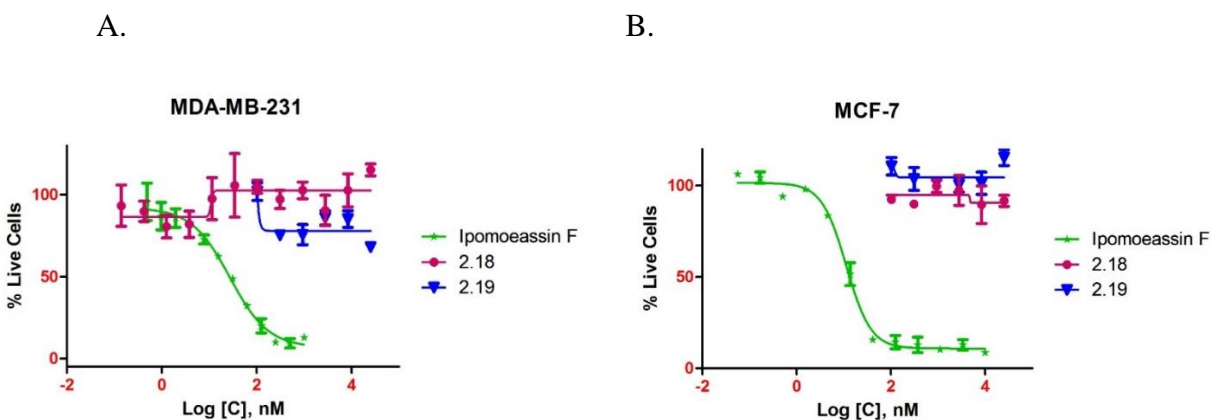 A.
B.
MDA-MB-231
100
50
0
-2
0
2
4
% Live Cells
Log [C], nM
Ipomoeassin F
2.18
2.19
MCF-7
100
50
0
-2
0
2
4
% Live Cells
Log [C], nM
Ipomoeassin F
2.18
2.19